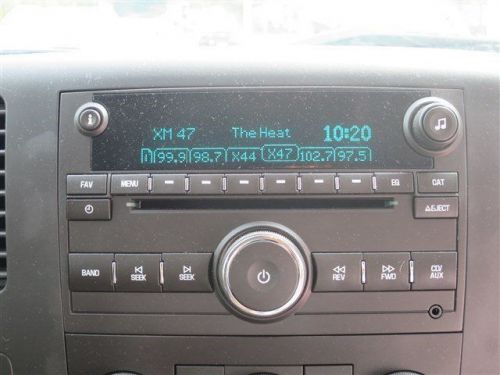 XM 47 The Heat 10:20
1 99.9 98.7 X44 X47 102.7 97.5
FAV MENU EQ CAT
EJECT
BAND SEEK SEEK REV FWD CD/AUX